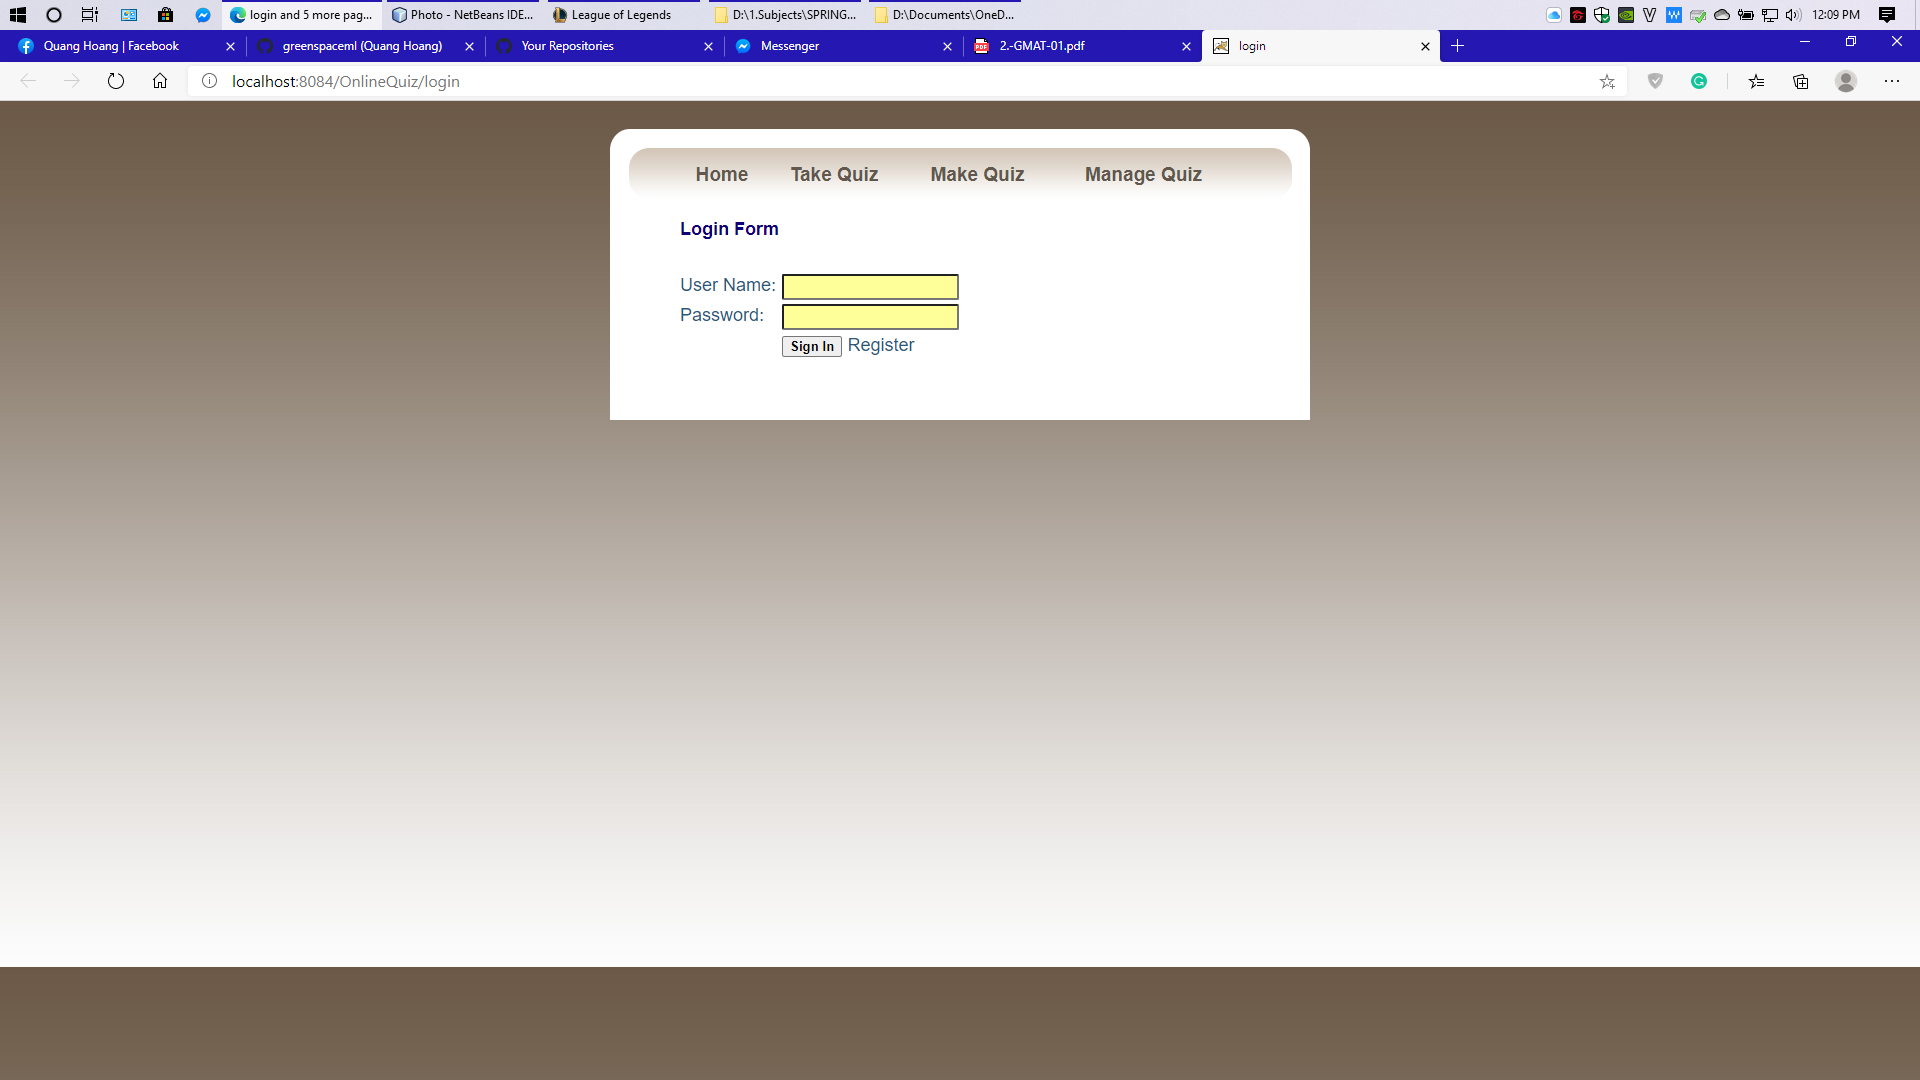 login and 5 more pag...
Photo - NetBeans IDE...
League of Legends
D:\1.Subjects\SPRING...
D:\Documents\OneD...
12:09 PM
Quang Hoang | Facebook
greenspaceml (Quang Hoang)
Your Repositories
Messenger
2.-GMAT-01.pdf
login
localhost:8084/OnlineQuiz/login
Home
Take Quiz
Make Quiz
Manage Quiz
Login Form
User Name:
Password:
Sign In
Register